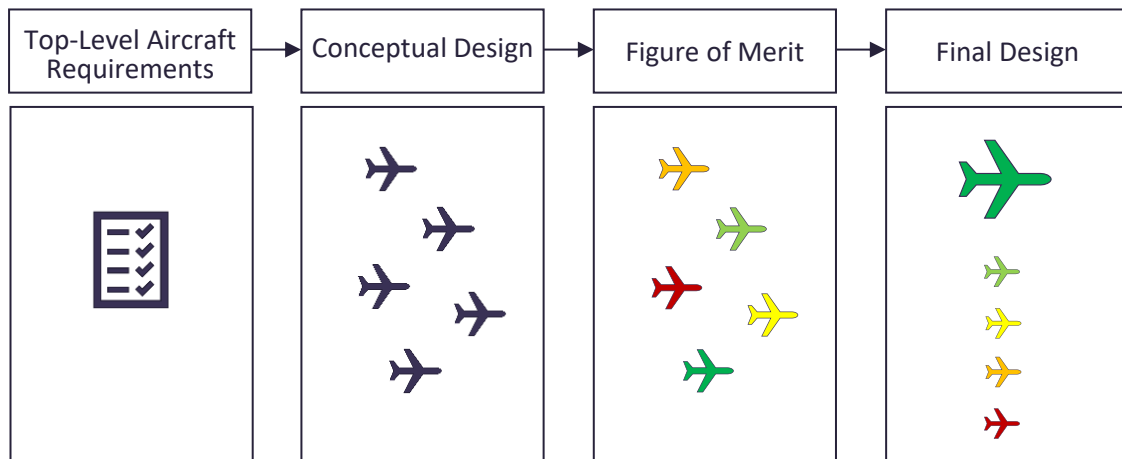 Top-Level Aircraft
Requirements
Conceptual Design
Figure of Merit
Final Design